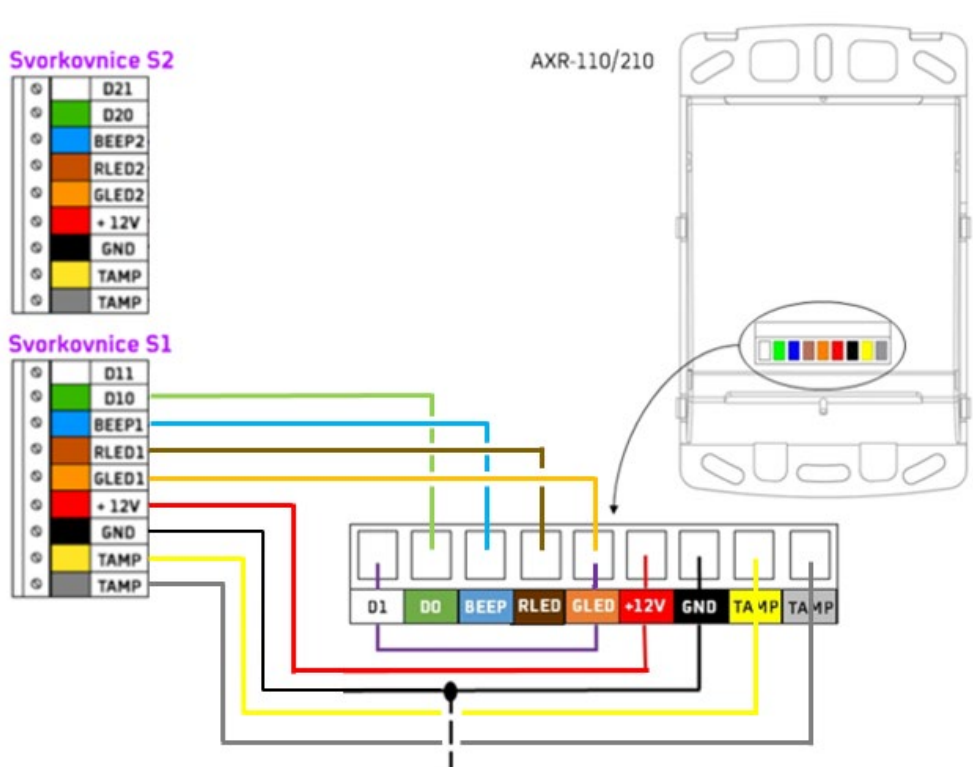 Svorkovnice S2
D21
D20
BEEP2
RLED2
GLED2
+ 12V
GND
TAMP
TAMP
AXR-110/210
Svorkovnice S1
D11
D10
BEEP1
RLED1
GLED1
+ 12V
GND
TAMP
TAMP
D1 D0 BEEP RLED GLED +12V GND TAMP TAMP